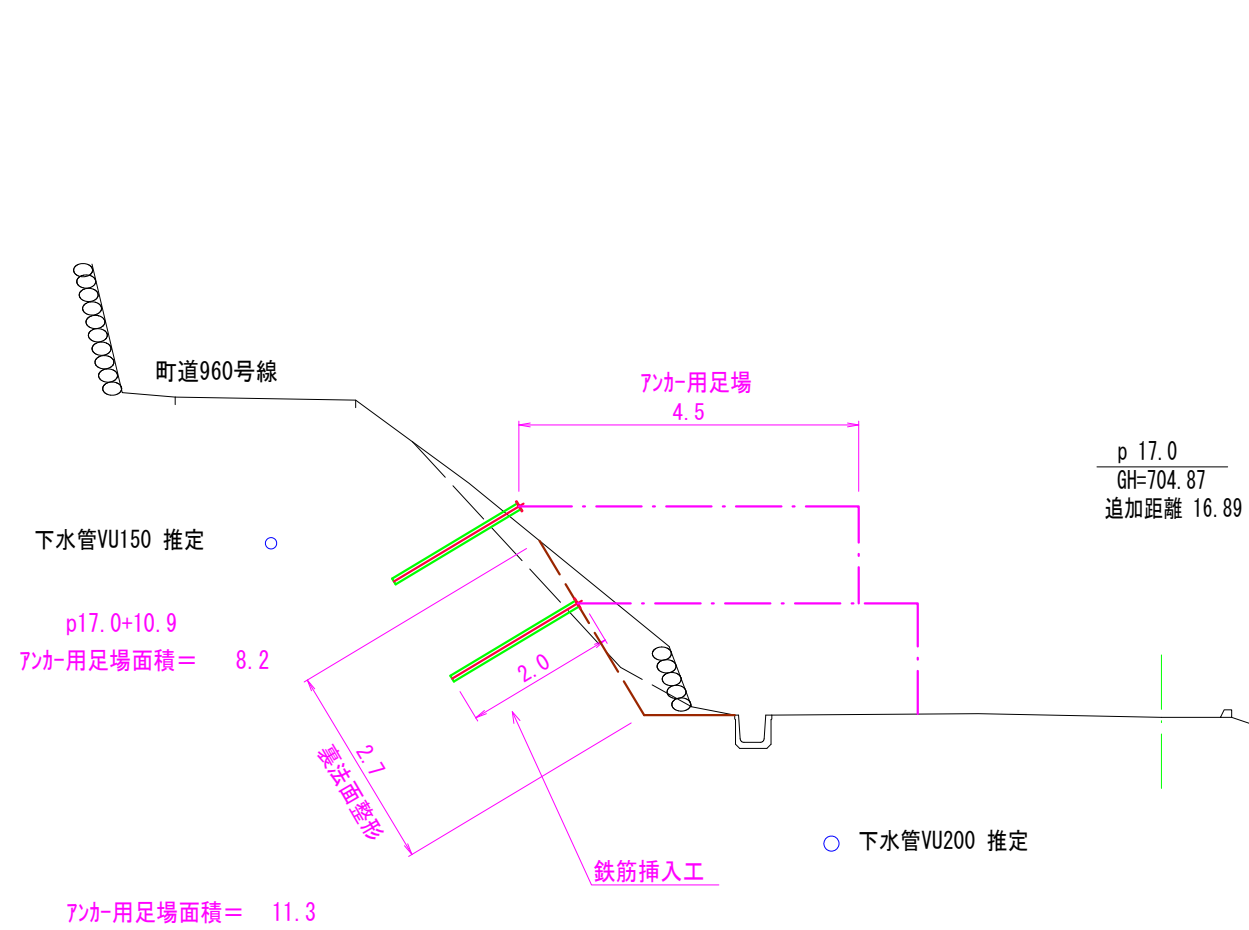 町道960号線
ｱﾝｶｰ用足場
4.5
p 17.0
GH=704.87
追加距離 16.89
下水管VU150 推定
p17.0+10.9
ｱﾝｶｰ用足場面積＝ 8.2
2.0
2.7
裏法面整形
下水管VU200 推定
鉄筋挿入工
ｱﾝｶｰ用足場面積＝ 11.3